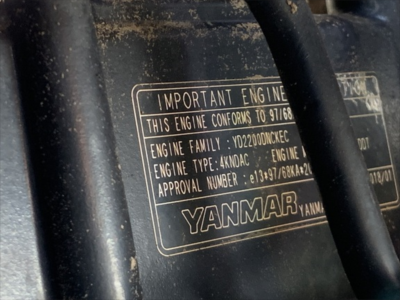 IMPORTANT ENGINE
THIS ENGINE CONFORMS TO 97/68
ENGINE FAMILY : YD2200DNCKEC
ENGINE TYPE: 4KNDAC ENGINE
APPROVAL NUMBER : e13*97/68KA*2
YANMAR YANMA